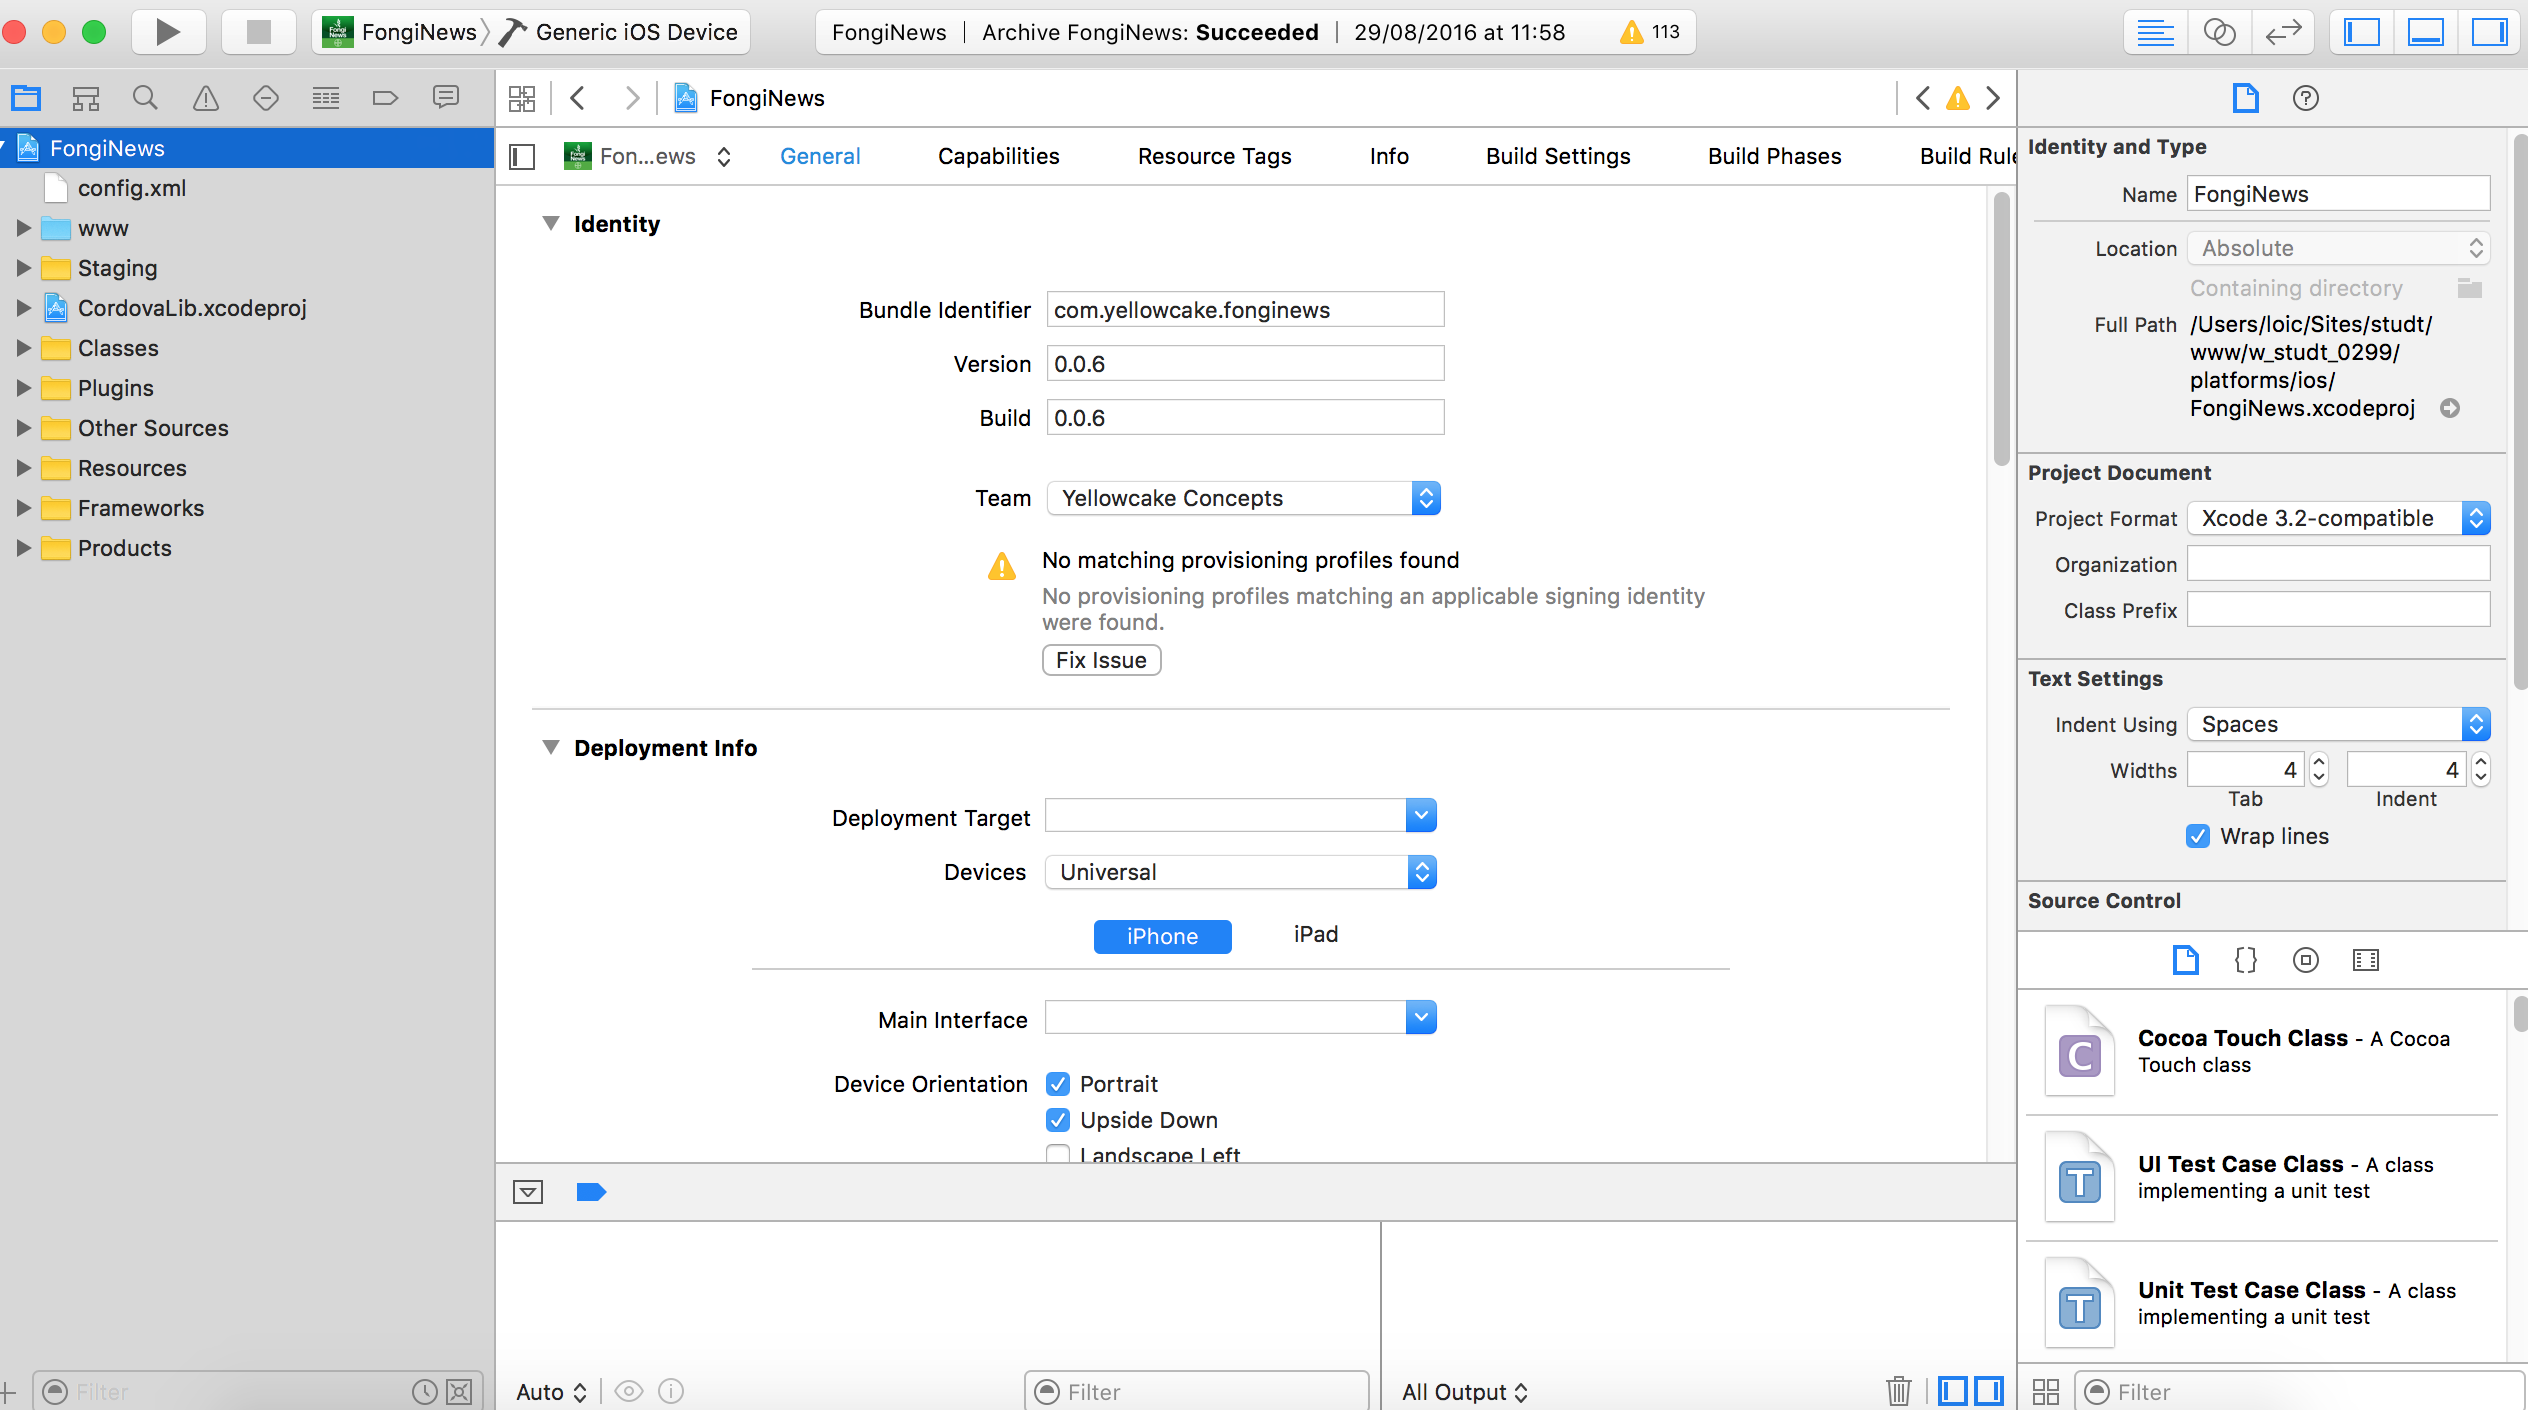 FongiNews Generic iOS Device
FongiNews Archive FongiNews: Succeeded 29/08/2016 at 11:58 113
FongiNews
config.xml
www
Staging
CordovaLib.xcodeproj
Classes
Plugins
Other Sources
Resources
Frameworks
Products
Filter
FongiNews
Fon...ews General Capabilities Resource Tags Info Build Settings Build Phases Build Rule
Identity
Bundle Identifier com.yellowcake.fonginews
Version 0.0.6
Build 0.0.6
Team Yellowcake Concepts
No matching provisioning profiles found
No provisioning profiles matching an applicable signing identity
were found.
Fix Issue
Deployment Info
Deployment Target
Devices Universal
iPhone iPad
Main Interface
Device Orientation Portrait
Upside Down
Landscape Left
Auto Filter
All Output
Identity and Type
Name FongiNews
Location Absolute
Containing directory
Full Path /Users/loic/Sites/studt/
www/w_studt_0299/
platforms/ios/
FongiNews.xcodeproj
Project Document
Project Format Xcode 3.2-compatible
Organization
Class Prefix
Text Settings
Indent Using Spaces
Widths 4 4
Tab Indent
Wrap lines
Source Control
Cocoa Touch Class - A Cocoa
Touch class
UI Test Case Class - A class
implementing a unit test
Unit Test Case Class - A class
implementing a unit test
Filter